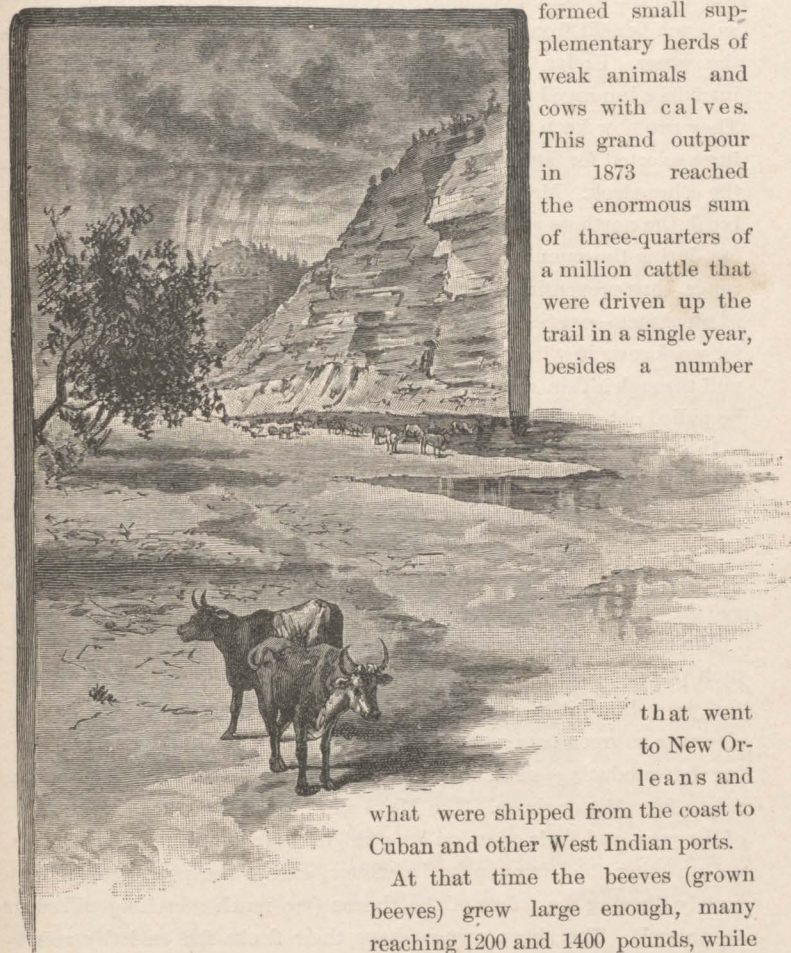 formed small sup-
plementary herds of
weak animals and
cows with calves.
This grand outpour
in 1873 reached
the enormous sum
of three-quarters of
a million cattle that
were driven up the
trail in a single year,
besides a number
that went
to New Or-
leans and
what were shipped from the coast to
Cuban and other West Indian ports.
At that time the beeves (grown
beeves) grew large enough, many
reaching 1200 and 1400 pounds, while